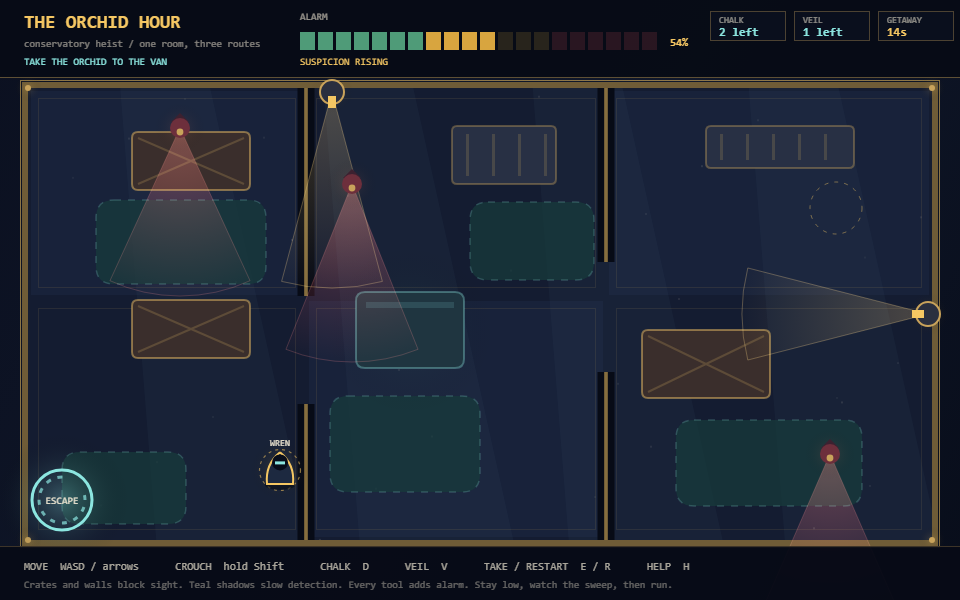 THE ORCHID HOUR
conservatory heist / one room, three routes
TAKE THE ORCHID TO THE VAN
ALARM
54%
SUSPICION RISING
CHALK
2 left
VEIL
1 left
GETAWAY
14s
WREN
ESCAPE
MOVE WASD / arrows CROUCH hold Shift CHALK D VEIL V TAKE / RESTART E / R HELP H
Crates and walls block sight. Teal shadows slow detection. Every tool adds alarm. Stay low, watch the sweep, then run.